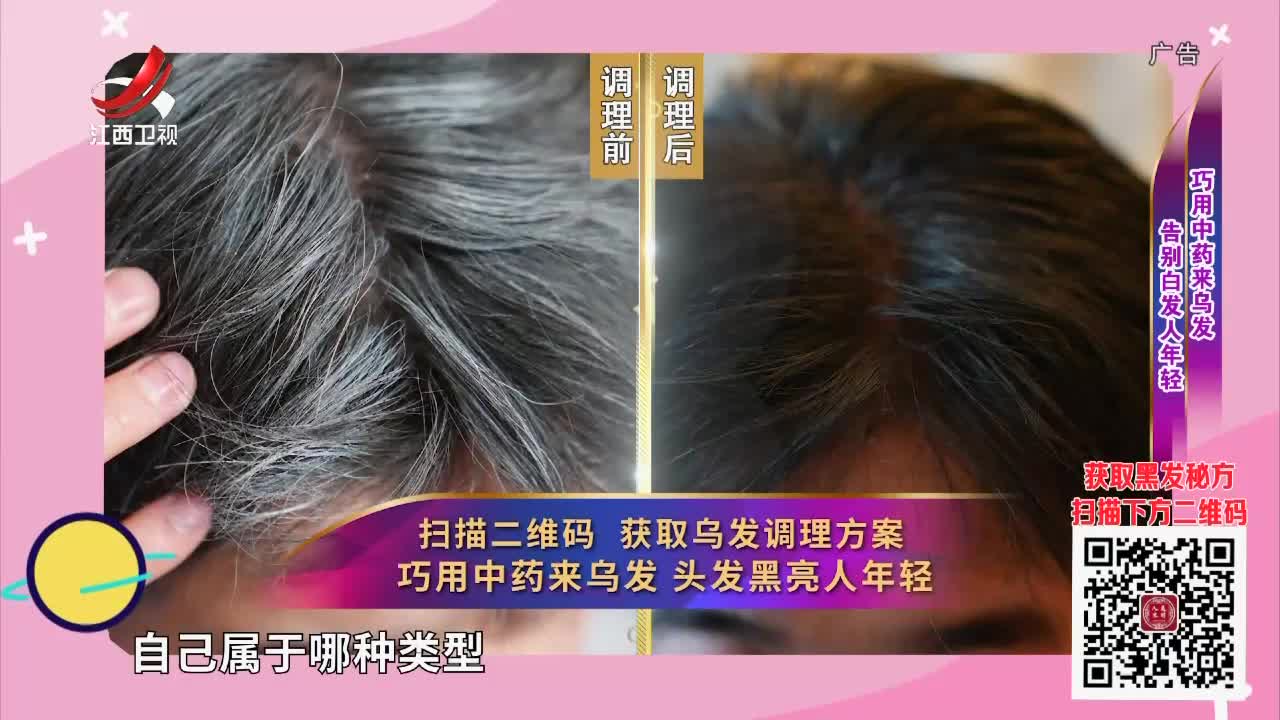 江西卫视
广告
调理前
调理后
巧用中药来乌发
告别白发人年轻
获取黑发秘方
扫描下方二维码
扫描二维码 获取乌发调理方案
巧用中药来乌发 头发黑亮人年轻
自己属于哪种类型